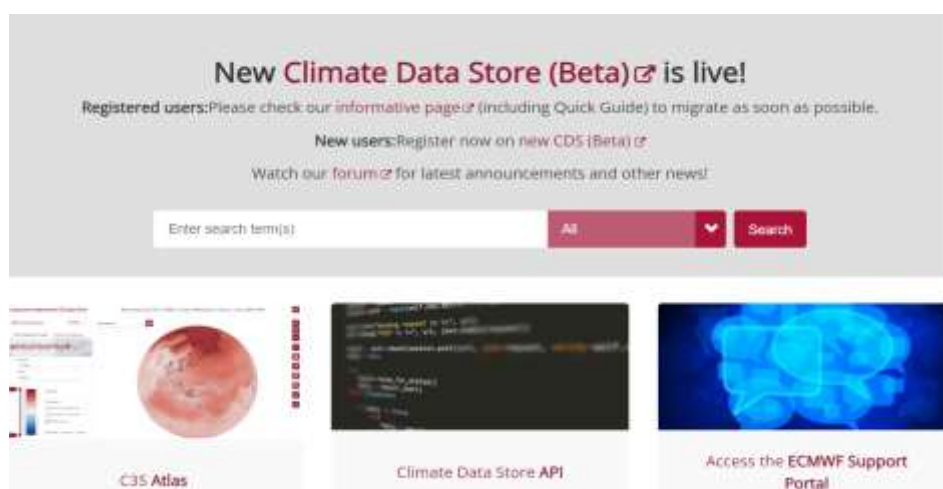 New Climate Data Store (Beta) is live!
Registered users:Please check our informative page (including Quick Guide) to migrate as soon as possible.
New users:Register now on new CDS (Beta)
Watch our forum for latest announcements and other news!
Enter search term(s)
All
Search
C3S Atlas
Climate Data Store API
Access the ECMWF Support
Portal